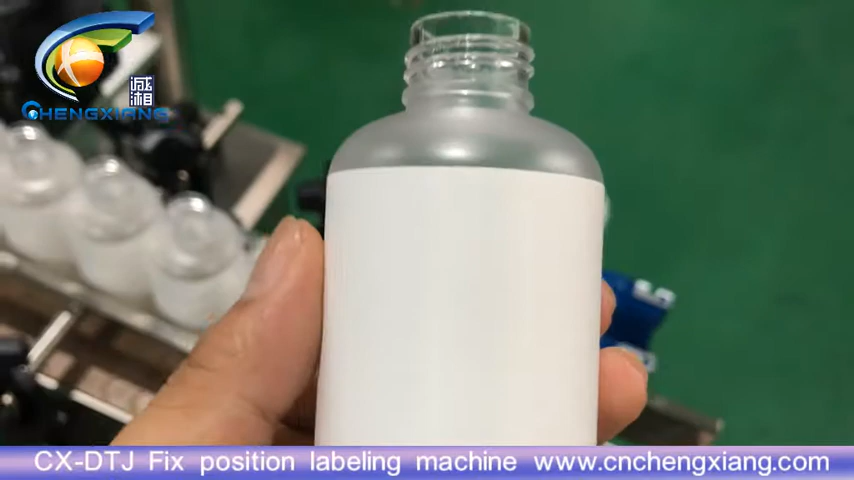 诚湘
CHENGXIANG
CX-DTJ Fix position labeling machine www.cnchengxiang.com